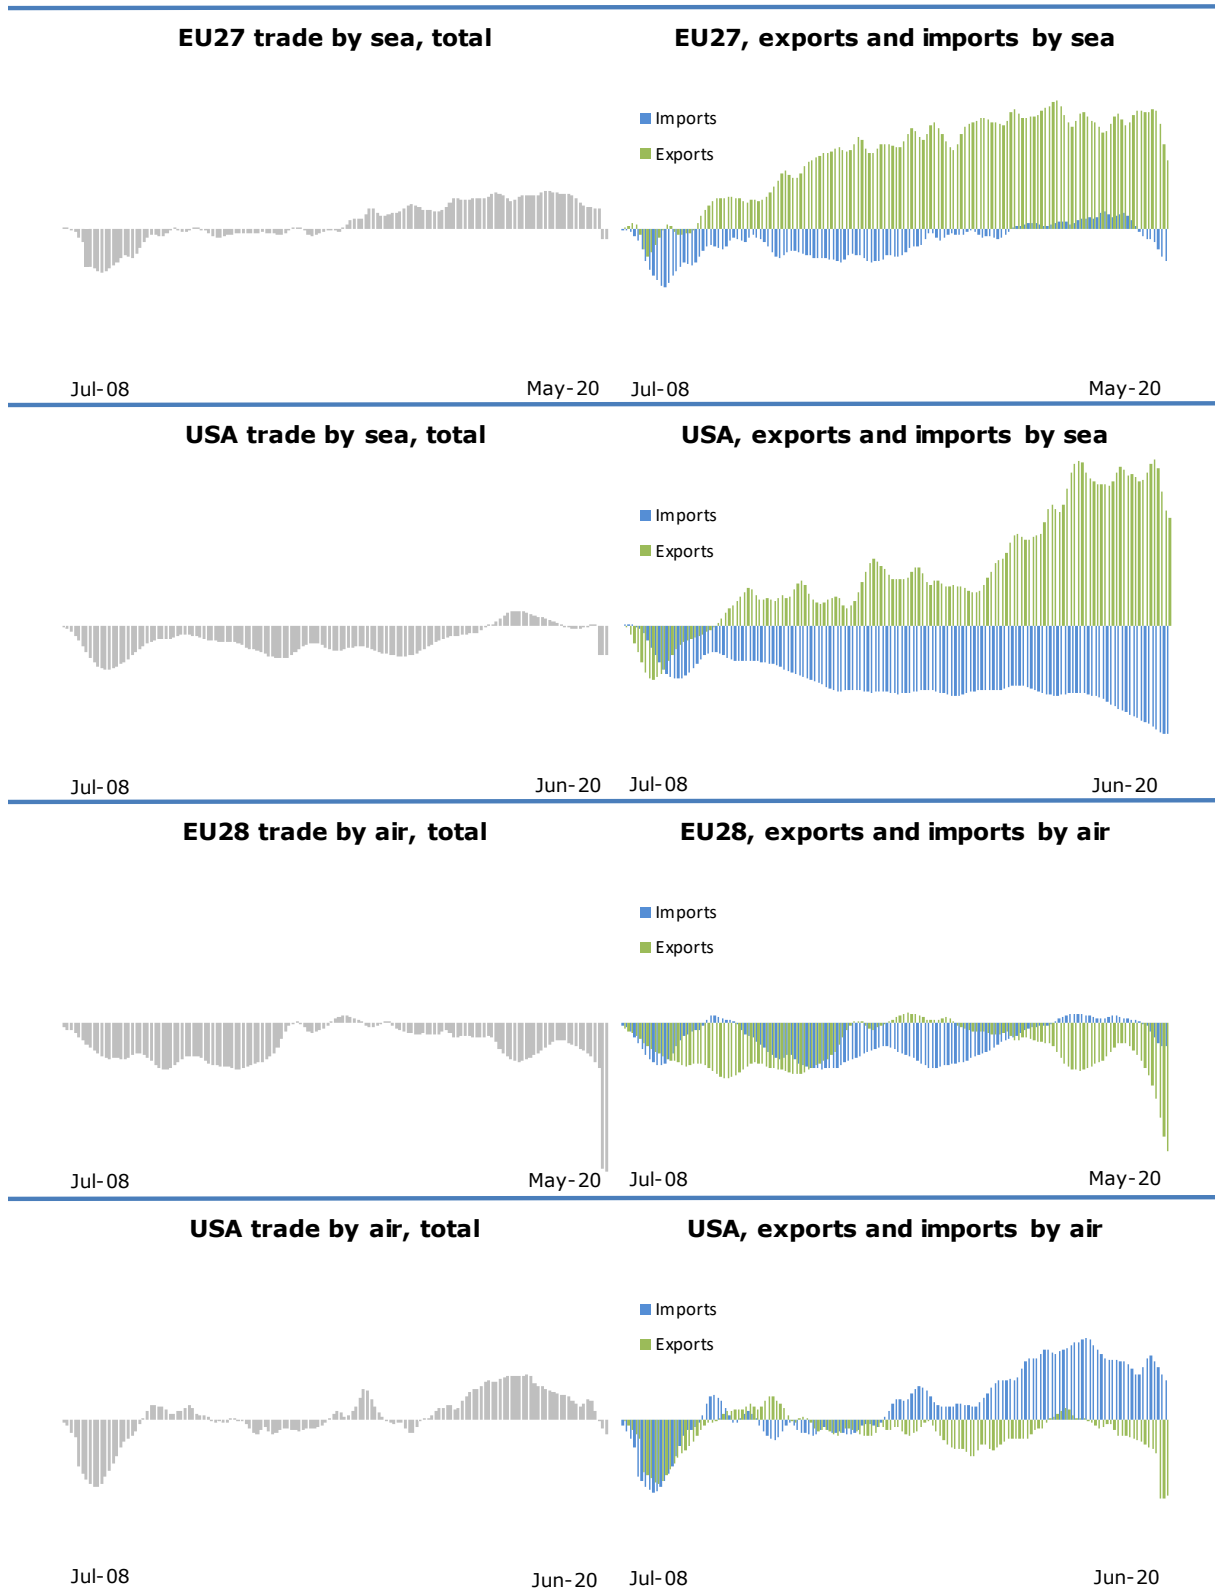 EU27 trade by sea, total
EU27, exports and imports by sea
Imports
Exports
Jul-08
May-20
Jul-08
May-20
USA trade by sea, total
USA, exports and imports by sea
Imports
Exports
Jul-08
Jun-20
Jul-08
Jun-20
EU28 trade by air, total
EU28, exports and imports by air
Imports
Exports
Jul-08
May-20
Jul-08
May-20
USA trade by air, total
USA, exports and imports by air
Imports
Exports
Jul-08
Jun-20
Jul-08
Jun-20